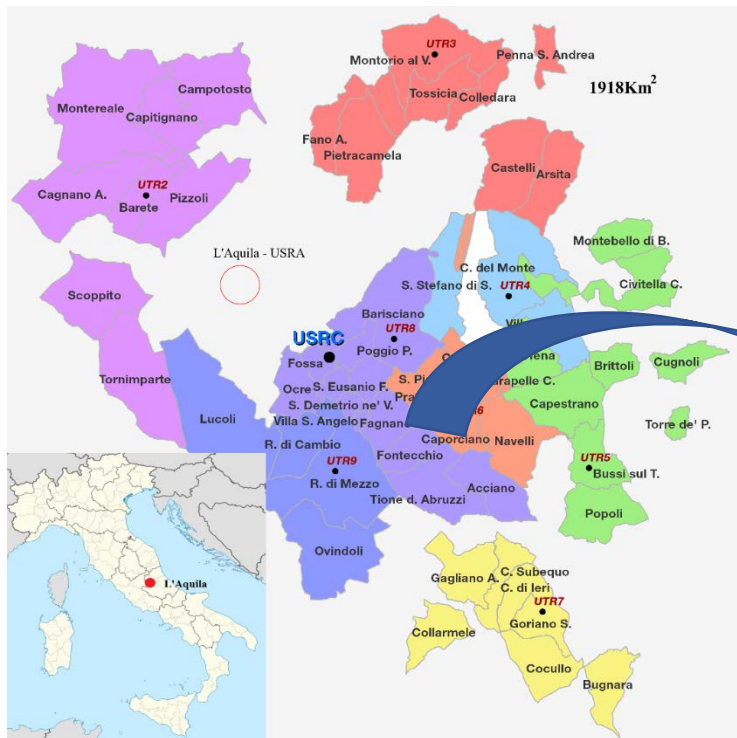 UTR3
Montorio al V.
Penna S. Andrea
1918Km2
Campotosto
Montereale
Capitignano
Tossicia
Colledara
Fano A.
Pietracamela
Castelli
Arsita
UTR2
Cagnano A.
Pizzoli
Barete
L'Aquila - USRA
Montebello di B.
C. del Monte
Civitella C.
S. Stefano di S.
UTR4
Scoppito
Barisciano
UTR8
USRC
Poggio P.
Fossa
Brittoli
Cugnoli
Tornimparte
Ocre
S. Eusanio F.
Capestrano
S. Demetrio ne' V.
Lucoli
Villa S. Angelo
Fagnano
Torre de' P.
R. di Cambio
Caporciano
Navelli
Fontecchio
UTR9
UTR5
R. di Mezzo
Bussi sul T.
Acciano
Tione d. Abruzzi
Popoli
Ovindoli
C. Subequo
Gagliano A.
C. di Ieri
UTR7
L'Aquila
Collarmele
Goriano S.
Cocullo
Bugnara